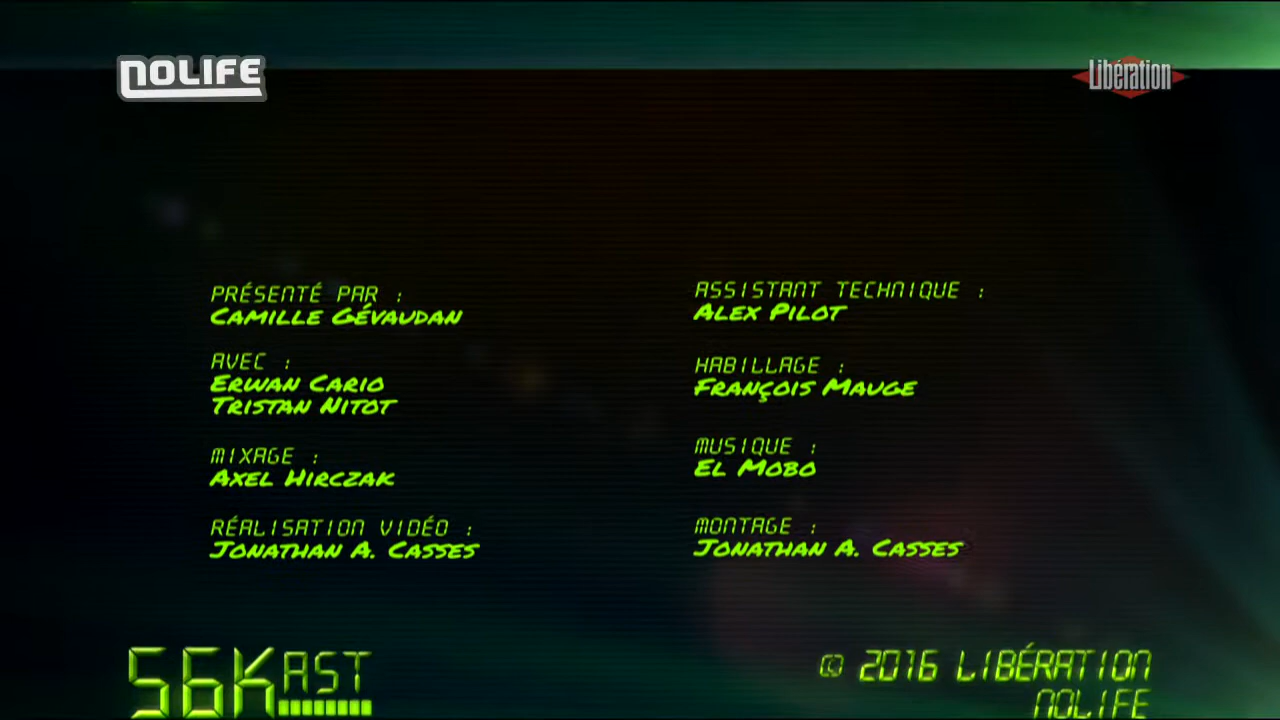 NOLIFE
Libération
PRÉSENTÉ PAR :
CAMILLE GÉVAUDAN
AVEC :
ERWAN CARIO
TRISTAN NITOT
MIXAGE :
AXEL HIRCZAK
RÉALISATION VIDÉO :
JONATHAN A. CASSES
ASSISTANT TECHNIQUE :
ALEX PILOT
HABILLAGE :
FRANÇOIS MAUGE
MUSIQUE :
EL MOBO
MONTAGE :
JONATHAN A. CASSES
56KAST
© 2016 LIBÉRATION
NOLIFE